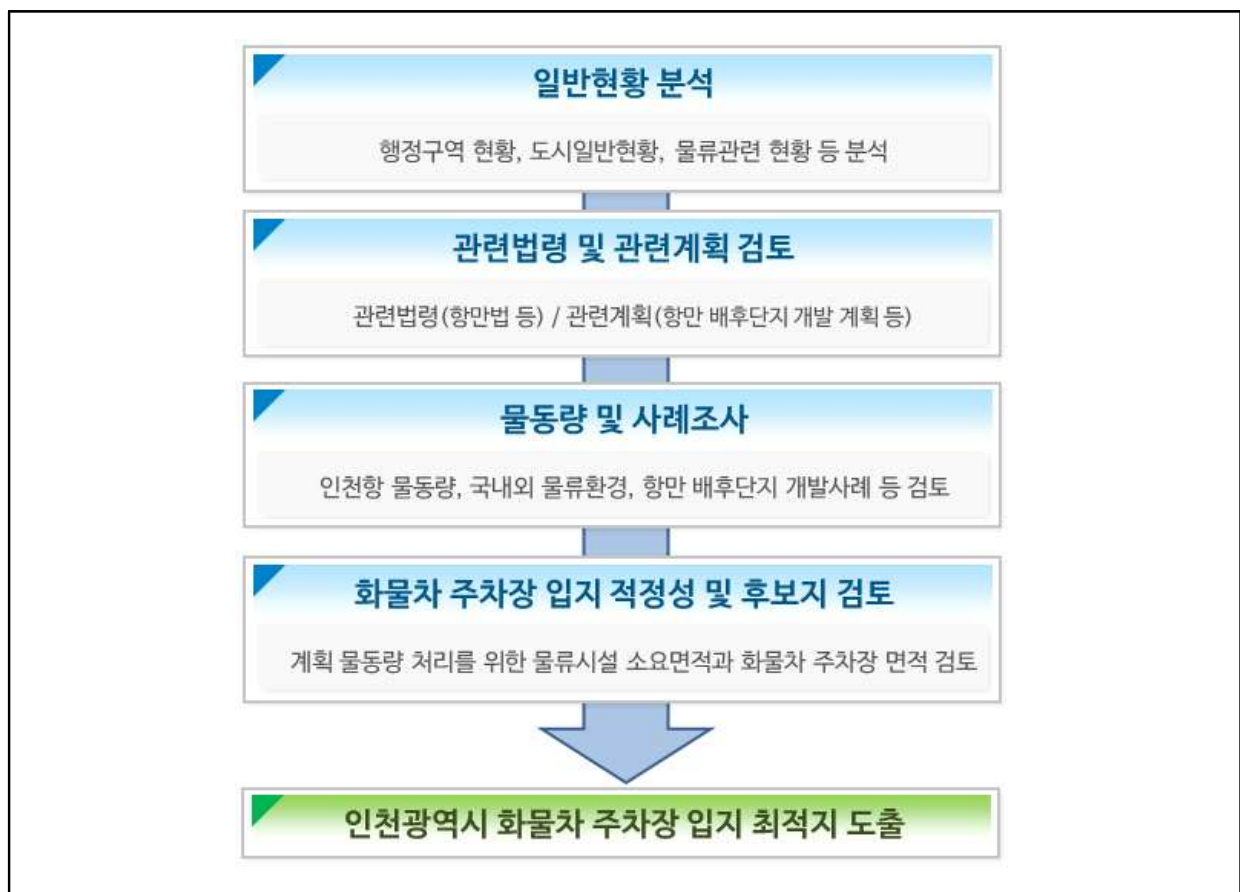 일반현황 분석
행정구역 현황, 도시일반현황, 물류관련 현황 등 분석
관련법령 및 관련계획 검토
관련법령(항만법 등) / 관련계획(항만 배후단지 개발 계획 등)
물동량 및 사례조사
인천항 물동량, 국내외 물류환경, 항만 배후단지 개발사례 등 검토
화물차 주차장 입지 적정성 및 후보지 검토
계획 물동량 처리를 위한 물류시설 소요면적과 화물차 주차장 면적 검토
인천광역시 화물차 주차장 입지 최적지 도출